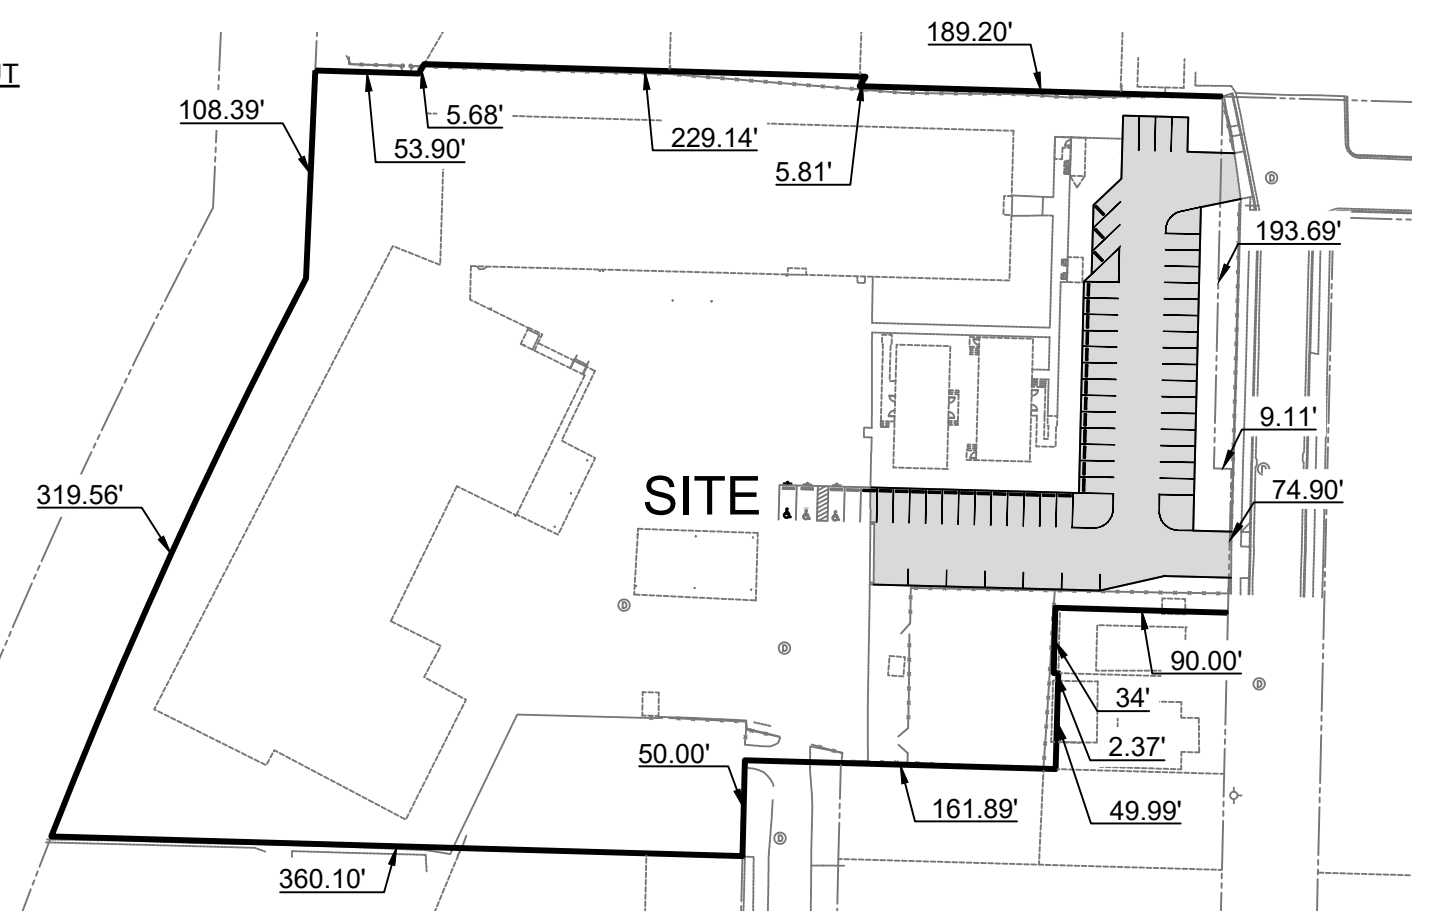 189.20'
UT
108.39'
5.68'
53.90'
229.14'
5.81'
D
193.69'
9.11'
319.56'
SITE
74.90'
D
D
90.00'
D
34'
2.37'
50.00'
161.89'
49.99'
D
360.10'